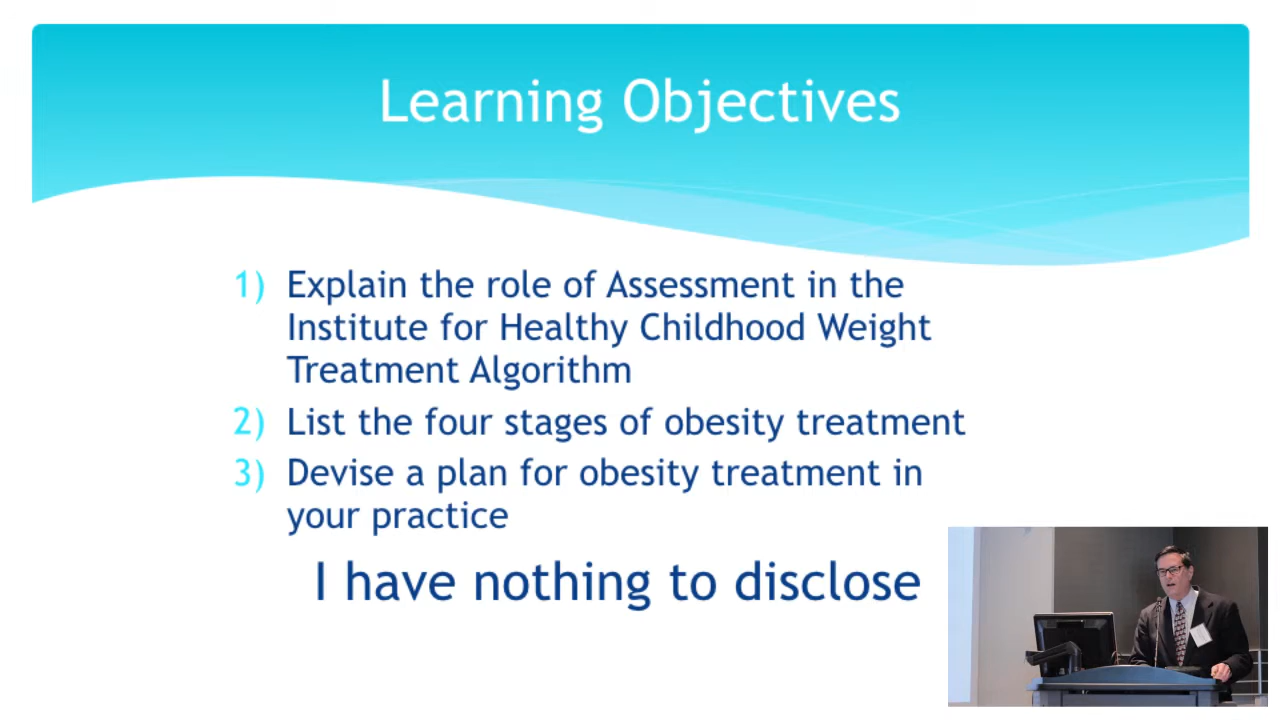 Learning Objectives
1) Explain the role of Assessment in the
Institute for Healthy Childhood Weight
Treatment Algorithm
2) List the four stages of obesity treatment
3) Devise a plan for obesity treatment in
your practice
I have nothing to disclose